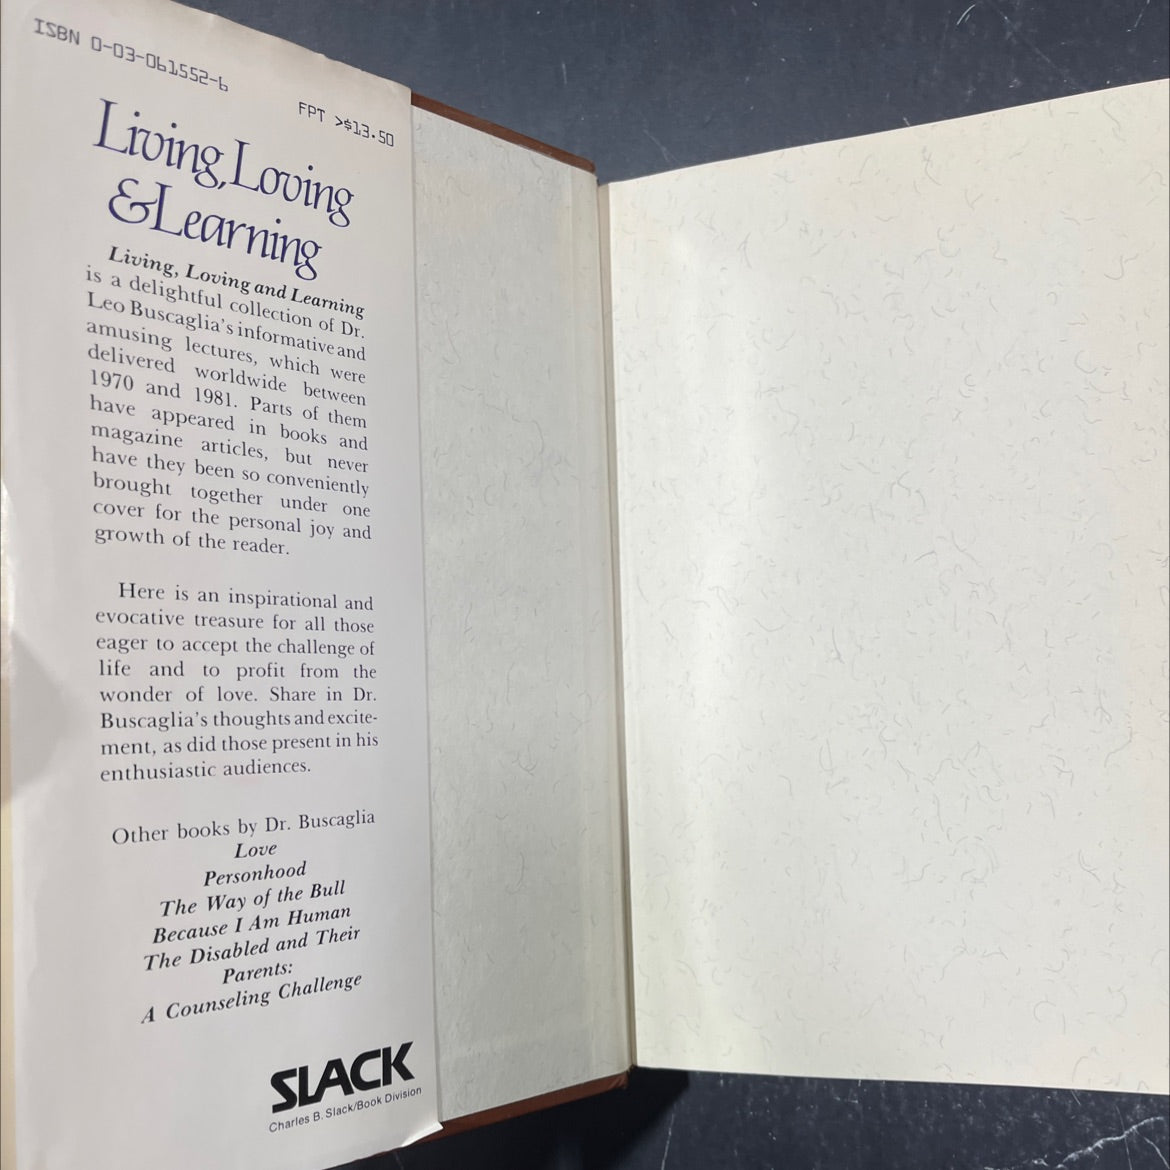 ISBN 0-03-061552-6
FPT >$13.50
Living, Loving
&Learning
Living, Loving and Learning
is a delightful collection of Dr.
Leo Buscaglia's informative and
amusing lectures, which were
delivered worldwide between
1970 and 1981. Parts of them
have appeared in books and
magazine articles, but never
have they been so conveniently
brought together under one
cover for the personal joy and
growth of the reader.
Here is an inspirational and
evocative treasure for all those
eager to accept the challenge of
life and to profit from the
wonder of love. Share in Dr.
Buscaglia's thoughts and excite-
ment, as did those present in his
enthusiastic audiences.
Other books by Dr. Buscaglia
Love
Personhood
The Way of the Bull
Because I Am Human
The Disabled and Their
Parents:
A Counseling Challenge
SLACK
Charles B. Slack/Book Division